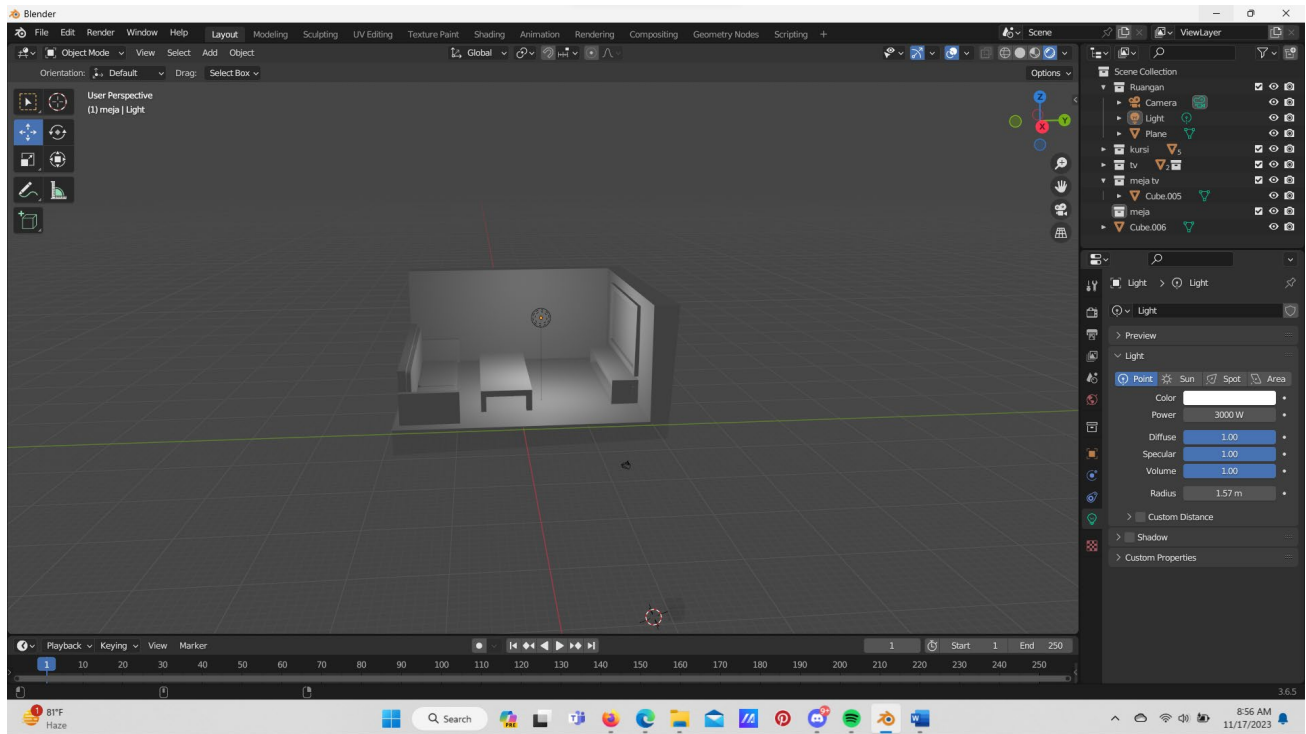 Blender
File Edit Render Window Help Layout Modeling Sculpting UV Editing Texture Paint Shading Animation Rendering Compositing Geometry Nodes Scripting + Scene ViewLayer
Object Mode View Select Add Object Global
Orientation: Default Drag: Select Box Options
User Perspective
(1) meja | Light
Z
Y
X
Scene Collection
Ruangan
Camera
Light
Plane
kursi 5
tv 2
meja tv
Cube.005
meja
Cube.006
Light > Light
Light
Preview
Light
Point Sun Spot Area
Color
Power 3000 W
Diffuse 1.00
Specular 1.00
Volume 1.00
Radius 1.57 m
Custom Distance
Shadow
Custom Properties
Playback Keying View Marker 1 Start 1 End 250
1 10 20 30 40 50 60 70 80 90 100 110 120 130 140 150 160 170 180 190 200 210 220 230 240 250
3.6.5
1
81°F
Haze
Search
PRE
9+
8:56 AM
11/17/2023